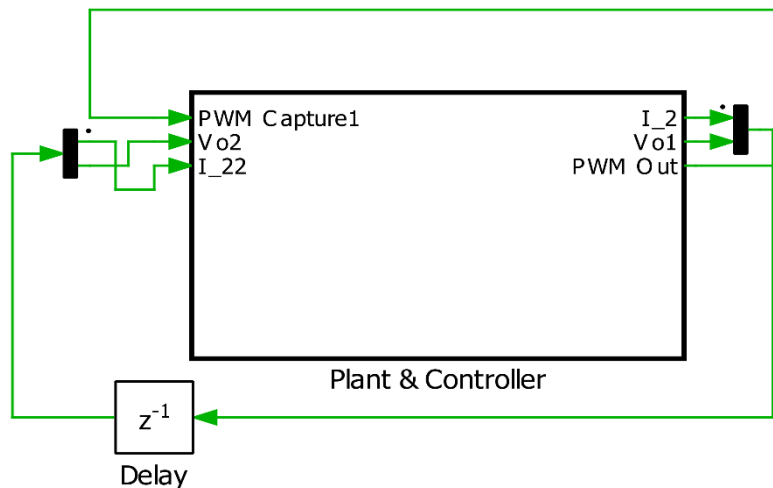 PWM Capture1
Vo2
I_22
I_2
Vo1
PWM Out
Plant & Controller
z-1
Delay